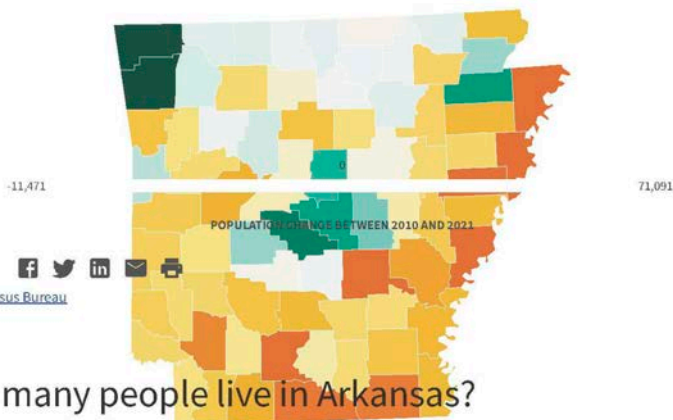 0
-11,471
71,091
POPULATION CHANGE BETWEEN 2010 AND 2021
sus Bureau
many people live in Arkansas?